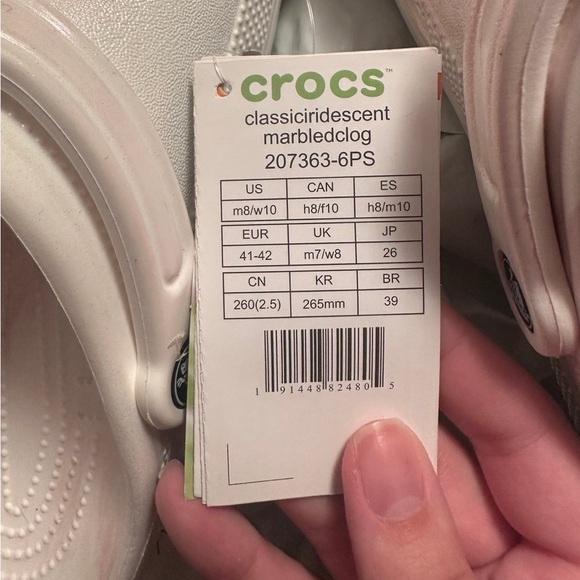 crocs™
classiciridescent
marbledclog
207363-6PS
US CAN ES
m8/w10 h8/f10 h8/m10
EUR UK JP
41-42 m7/w8 26
CN KR BR
260(2.5) 265mm 39
1 91448 82480 5